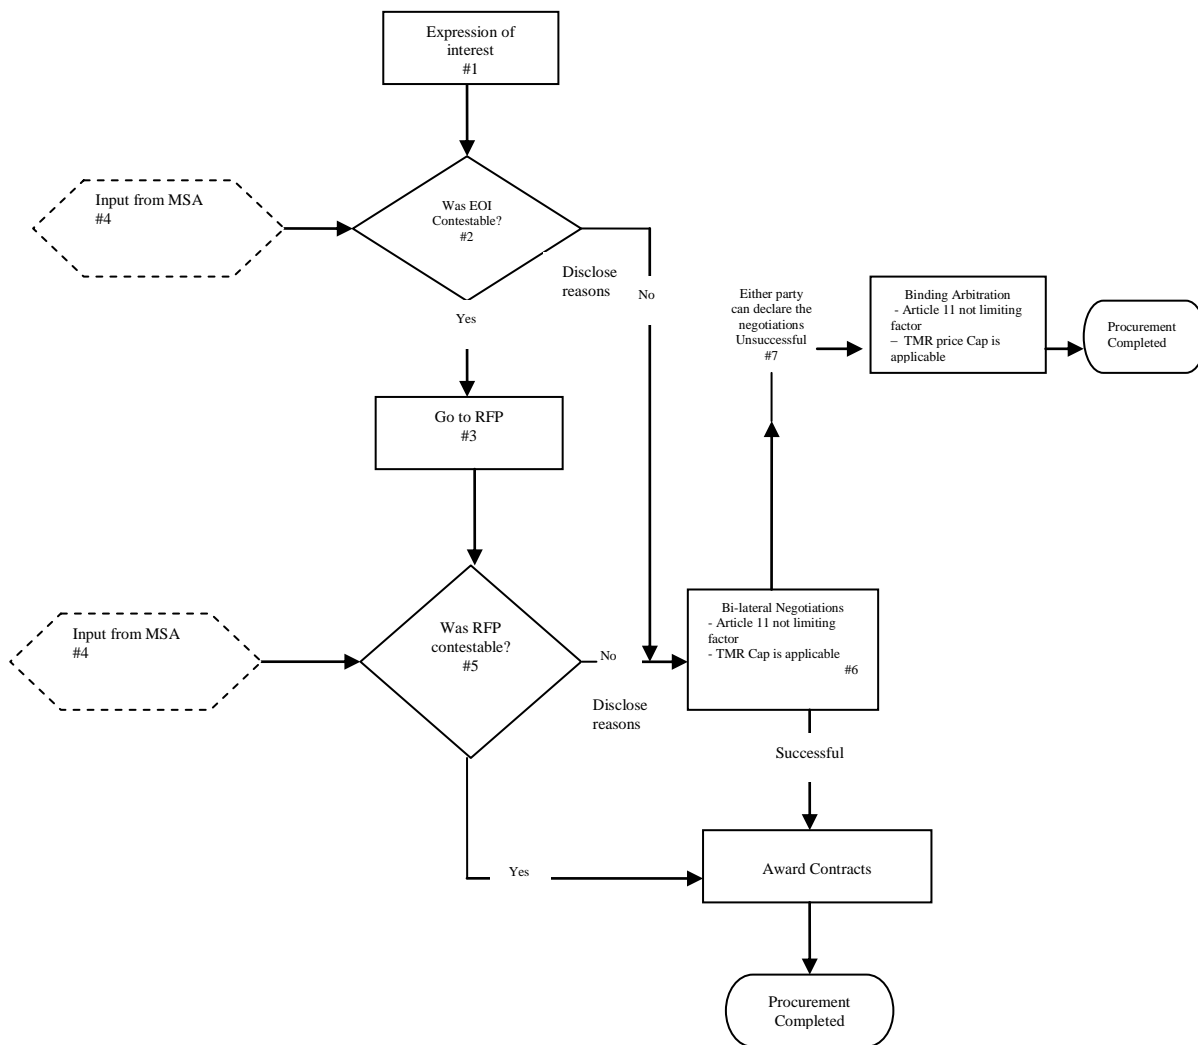 Expression of
interest
#1
Input from MSA
#4
Was EOI
Contestable?
#2
Disclose
reasons
No
Yes
Either party
can declare the
negotiations
Unsuccessful
#7
Binding Arbitration
- Article 11 not limiting
factor
– TMR price Cap is
applicable
Procurement
Completed
Go to RFP
#3
Input from MSA
#4
Was RFP
contestable?
#5
No
Disclose
reasons
Bi-lateral Negotiations
- Article 11 not limiting
factor
- TMR Cap is applicable
#6
Successful
Yes
Award Contracts
Procurement
Completed